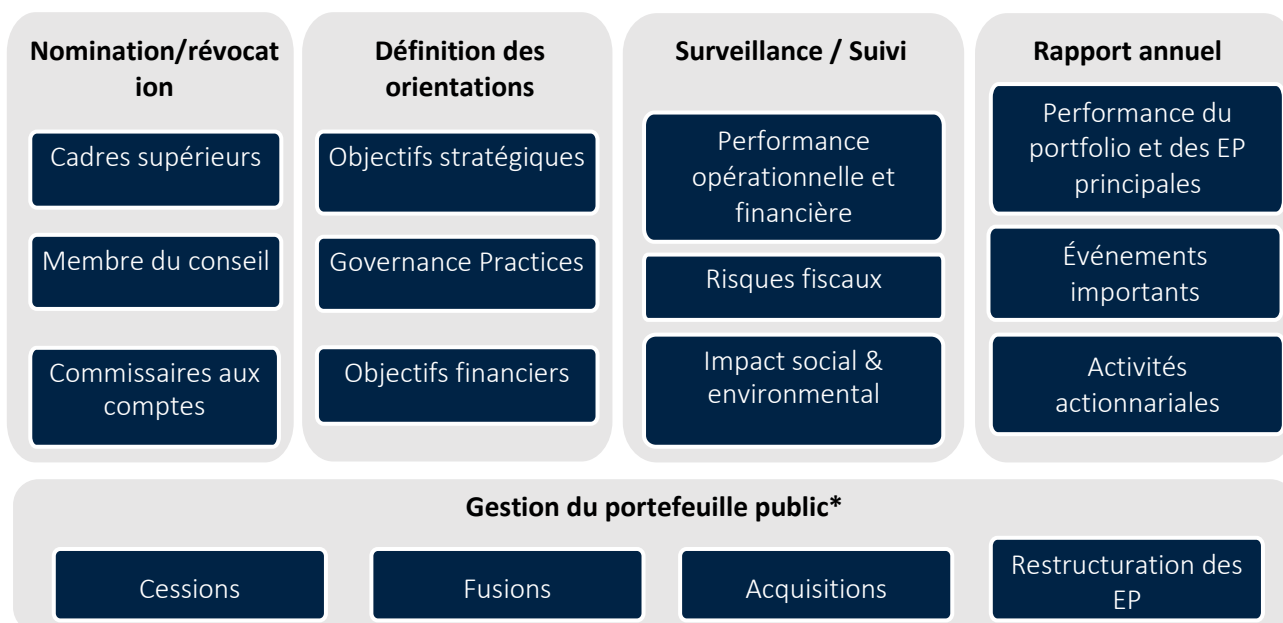 Nomination/révocat
ion
Cadres supérieurs
Membre du conseil
Commissaires aux
comptes
Définition des
orientations
Objectifs stratégiques
Governance Practices
Objectifs financiers
Surveillance / Suivi
Performance
opérationnelle et
financière
Risques fiscaux
Impact social &
environmental
Rapport annuel
Performance du
portfolio et des EP
principales
Événements
importants
Activités
actionnariales
Gestion du portefeuille public*
Cessions
Fusions
Acquisitions
Restructuration des
EP